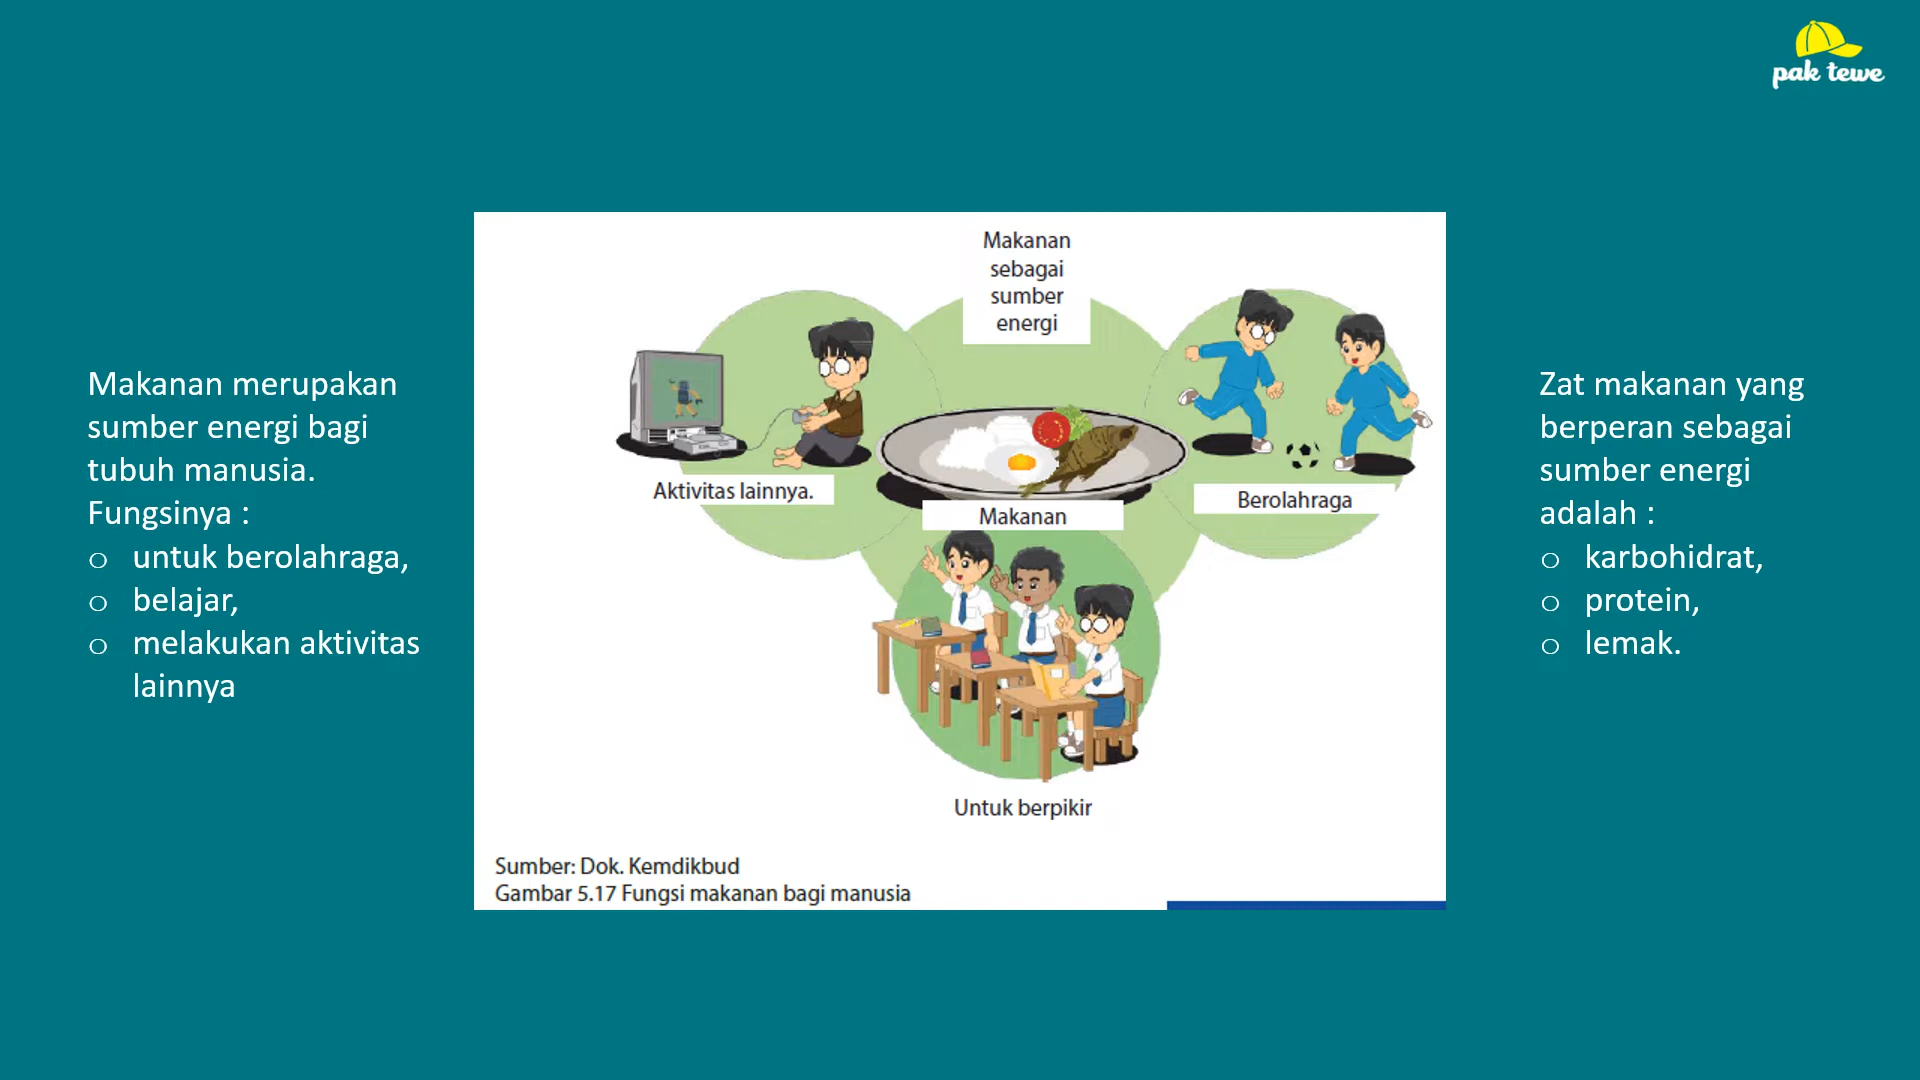 pak tewe
Makanan merupakan
sumber energi bagi
tubuh manusia.
Fungsinya :
o untuk berolahraga,
o belajar,
o melakukan aktivitas
lainnya
Makanan
sebagai
sumber
energi
Aktivitas lainnya.
Makanan
Berolahraga
Untuk berpikir
Sumber: Dok. Kemdikbud
Gambar 5.17 Fungsi makanan bagi manusia
Zat makanan yang
berperan sebagai
sumber energi
adalah :
o karbohidrat,
o protein,
o lemak.